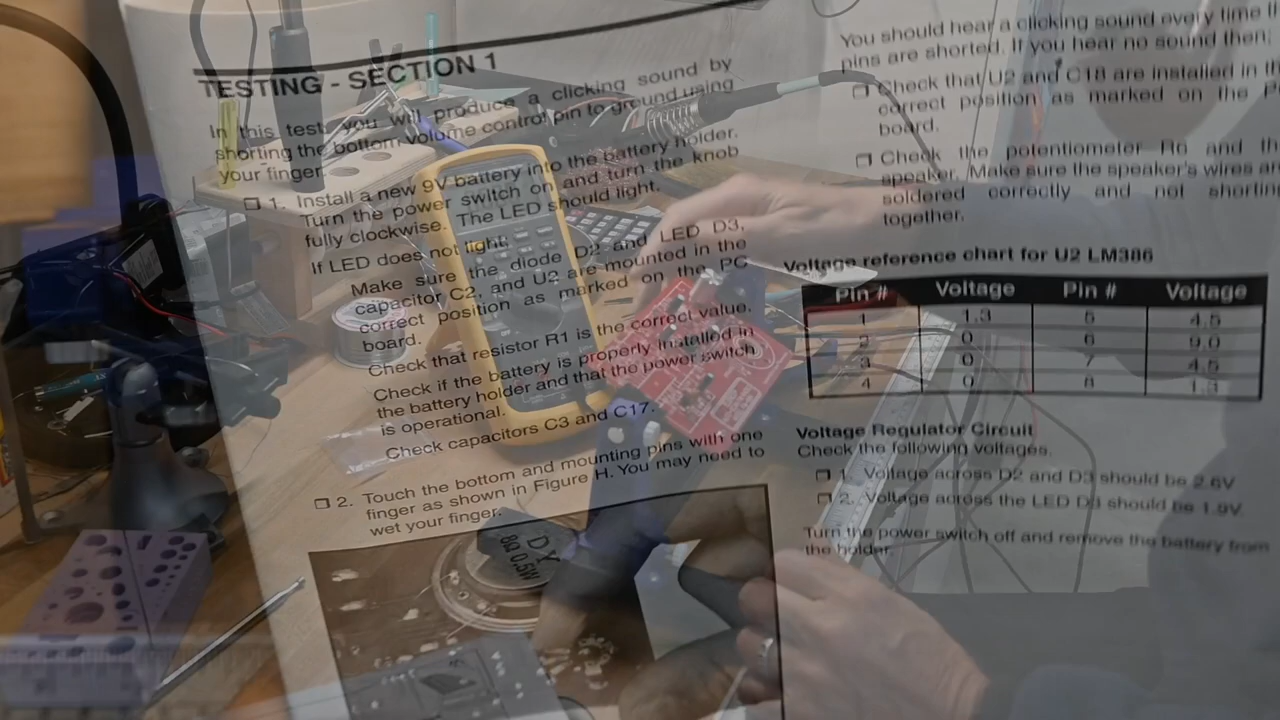 TESTING - SECTION 1
In this test, you will produce a clicking sound by
shorting the bottom volume control pin to ground using
your finger.
❒ 1. Install a new 9V battery into the battery holder.
Turn the power switch on and turn the knob
fully clockwise. The LED should light.
If LED does not light:
Make sure the diode D2 and LED D3,
capacitor C2, and U2 are mounted in the
correct position as marked on the PC
board.
Check that resistor R1 is the correct value.
Check if the battery is properly installed in
the battery holder and that the power switch
is operational.
Check capacitors C3 and C17.
❒ 2. Touch the bottom and mounting pins with one
finger as shown in Figure H. You may need to
wet your finger.
DY
8Ω 0.5W
You should hear a clicking sound every time
pins are shorted. If you hear no sound then;
❒ Check that U2 and C18 are installed in
correct position as marked on the
board.
❒ Check the potentiometer R6 and
speaker. Make sure the speaker's wires
soldered correctly and not
together.
Voltage reference chart for U2 LM386
Pin # Voltage Pin # Voltage
1 1.3 5 4.5
2 0 6 9.0
3 0 7 4.5
4 0 8 1.3
Voltage Regulator Circuit
Check the following voltages.
❒ 1. Voltage across D2 and D3 should be 2.6V
❒ 2. Voltage across the LED D3 should be 1.9V.
Turn the power switch off and remove the battery from
the holder.